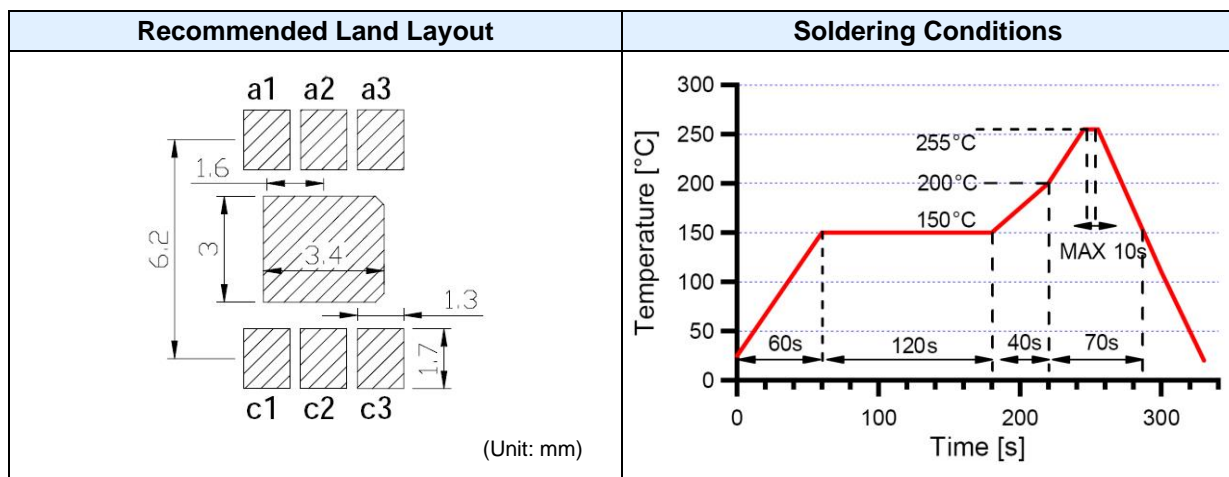 Recommended Land Layout
Soldering Conditions
a1 a2 a3
1.6
6.2
3
3.4
1.3
1.7
c1 c2 c3
(Unit: mm)
Temperature [°C]
300
250
200
150
100
50
0
255°C
200°C
150°C
MAX 10s
60s
120s
40s
70s
0
100
200
300
Time [s]